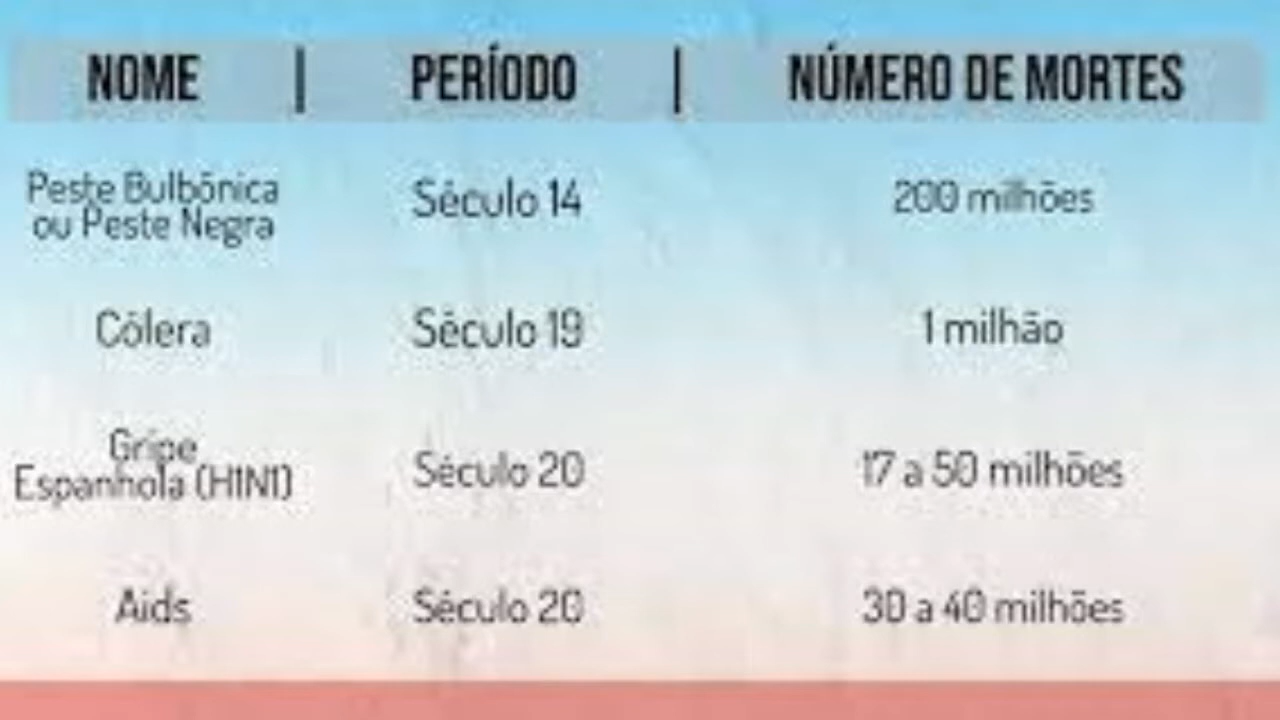 NOME | PERÍODO | NÚMERO DE MORTES
Peste Bulbônica
ou Peste Negra
Século 14
200 milhões
Cólera
Século 19
1 milhão
Gripe
Espanhola (H1N1)
Século 20
17 a 50 milhões
Aids
Século 20
30 a 40 milhões